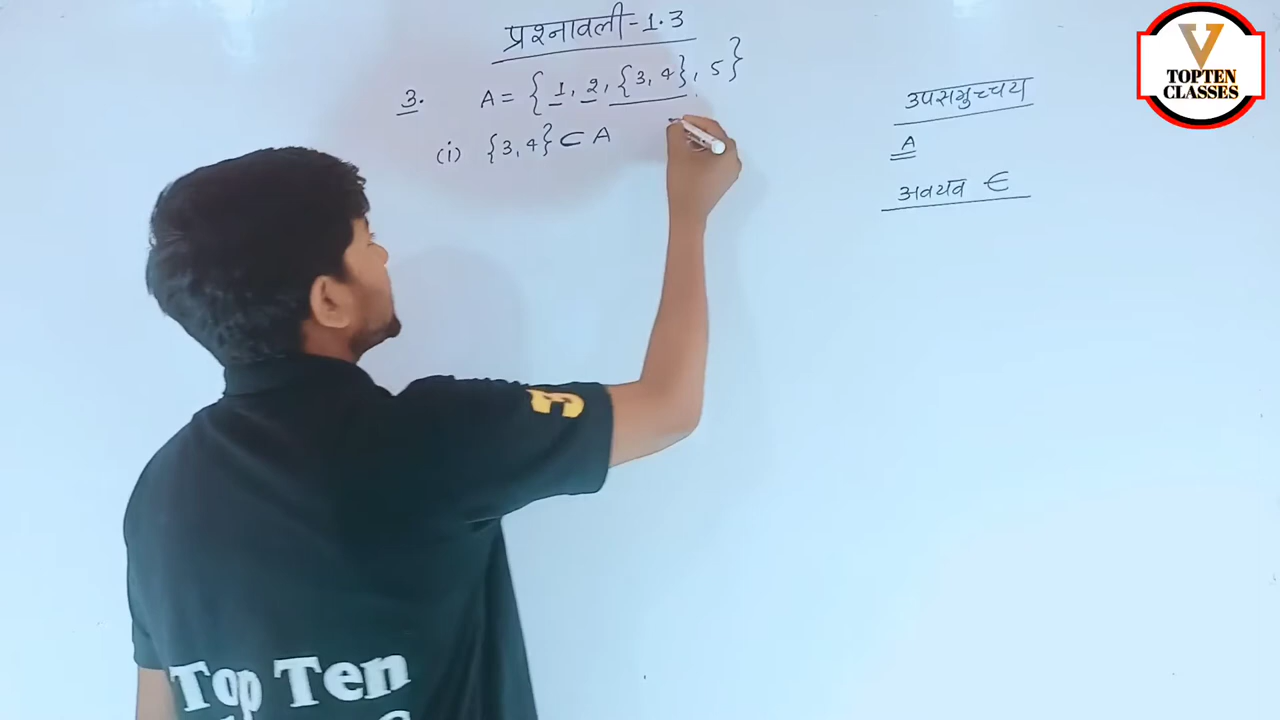 प्रश्नावली-1.3
3. A = { 1, 2, {3, 4}, 5 }
(i) {3, 4} ⊂ A
उपसमुच्चय
A
अवयव ∈
V
TOPTEN
CLASSES
Top Ten